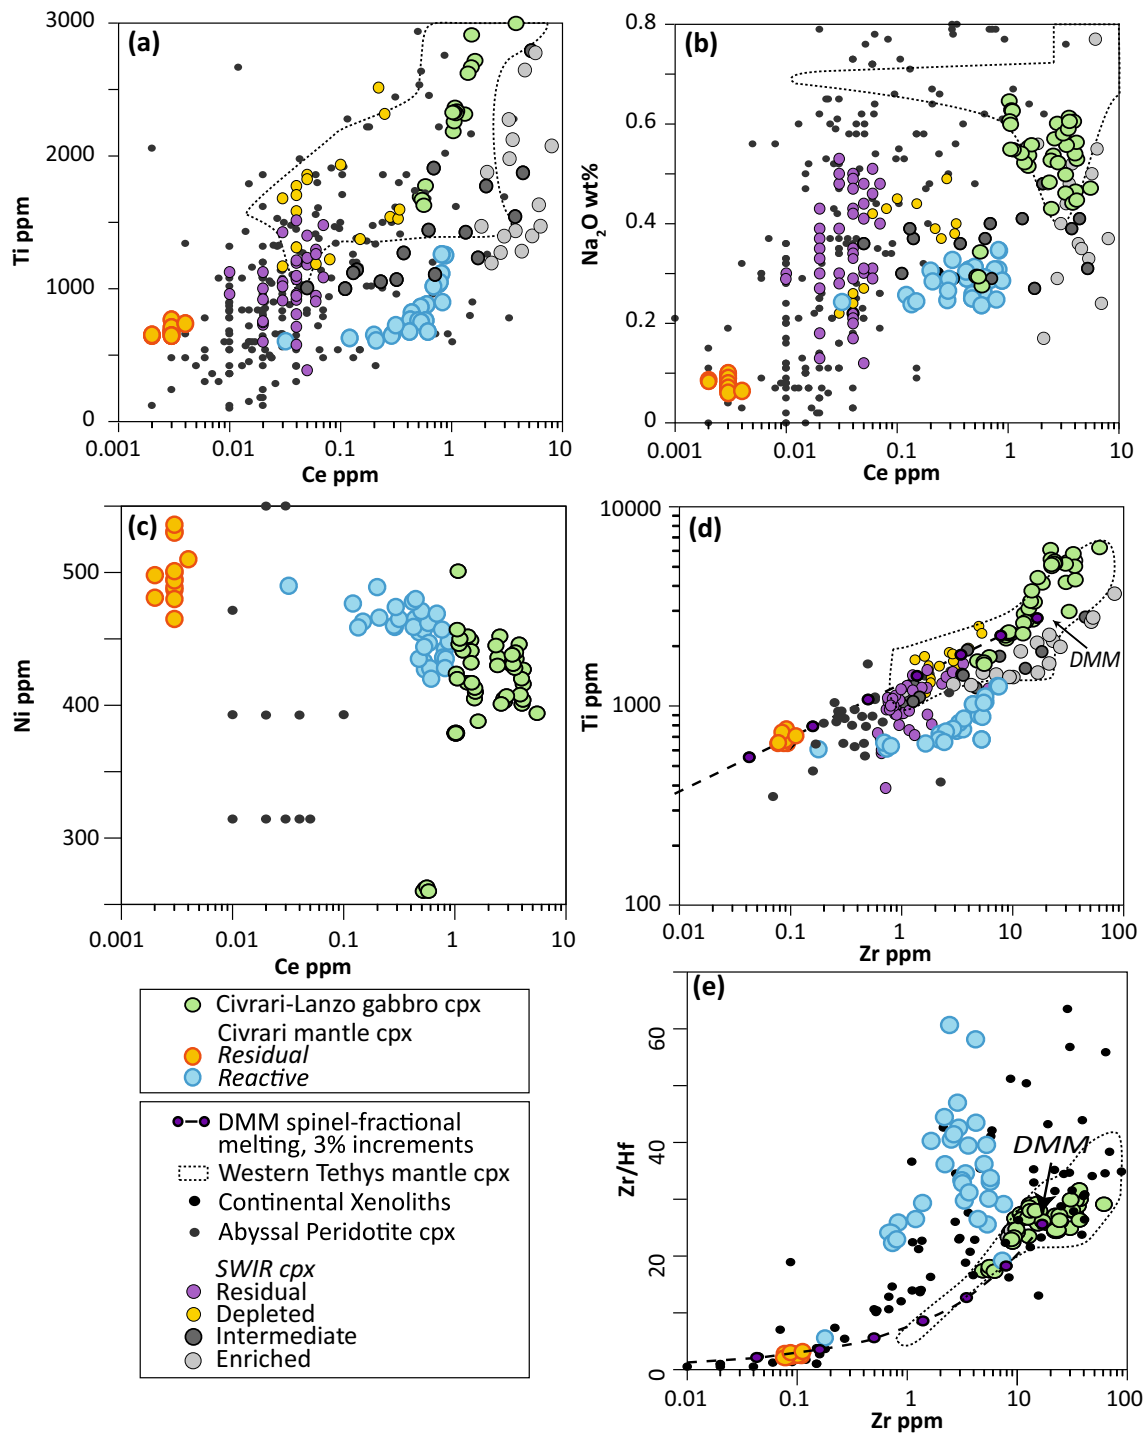 (a)
3000
2000
1000
0
Ti ppm
0.001
0.01
0.1
1
10
Ce ppm
(b)
0.8
0.6
0.4
0.2
0
Na2O wt%
0.001
0.01
0.1
1
10
Ce ppm
(c)
500
400
300
Ni ppm
0.001
0.01
0.1
1
10
Ce ppm
(d)
10000
1000
100
Ti ppm
DMM
0.01
0.1
1
10
100
Zr ppm
Civrari-Lanzo gabbro cpx
Civrari mantle cpx
Residual
Reactive
DMM spinel-fractional
melting, 3% increments
Western Tethys mantle cpx
Continental Xenoliths
Abyssal Peridotite cpx
SWIR cpx
Residual
Depleted
Intermediate
Enriched
(e)
60
40
20
0
Zr/Hf
DMM
0.01
0.1
1
10
100
Zr ppm